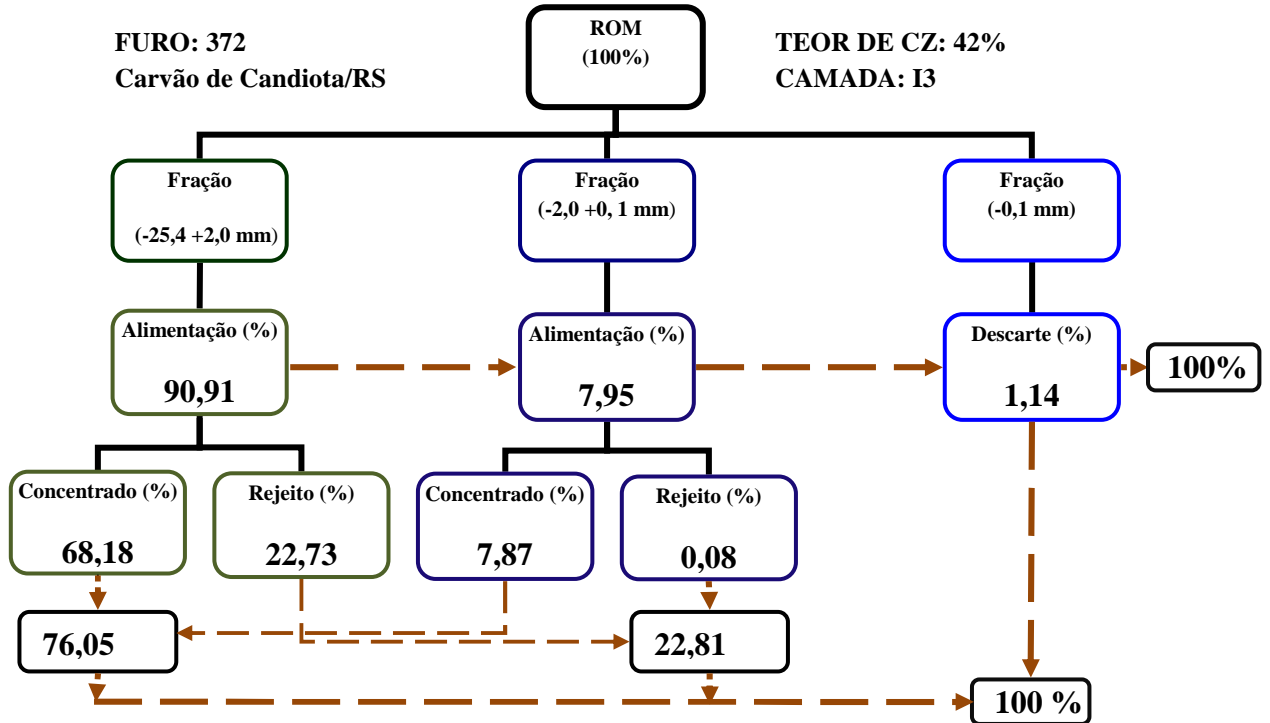 FURO: 372
Carvão de Candiota/RS
ROM
(100%)
TEOR DE CZ: 42%
CAMADA: I3
Fração
(-25,4 +2,0 mm)
Fração
(-2,0 +0, 1 mm)
Fração
(-0,1 mm)
Alimentação (%)
90,91
Alimentação (%)
7,95
Descarte (%)
1,14
100%
Concentrado (%)
68,18
Rejeito (%)
22,73
Concentrado (%)
7,87
Rejeito (%)
0,08
76,05
22,81
100 %